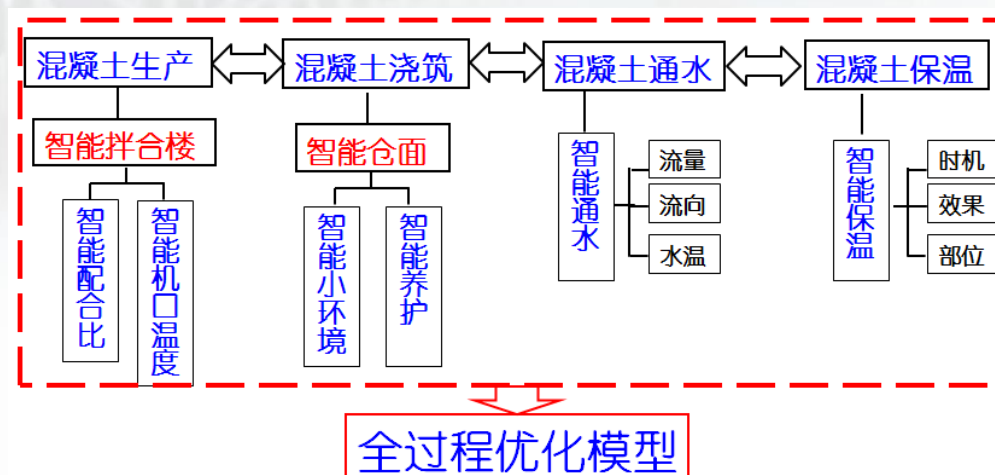 混凝土生产
混凝土浇筑
混凝土通水
混凝土保温
智能拌合楼
智能仓面
智能配合比
智能机口温度
智能小环境
智能养护
智能通水
流量
流向
水温
智能保温
时机
效果
部位
全过程优化模型